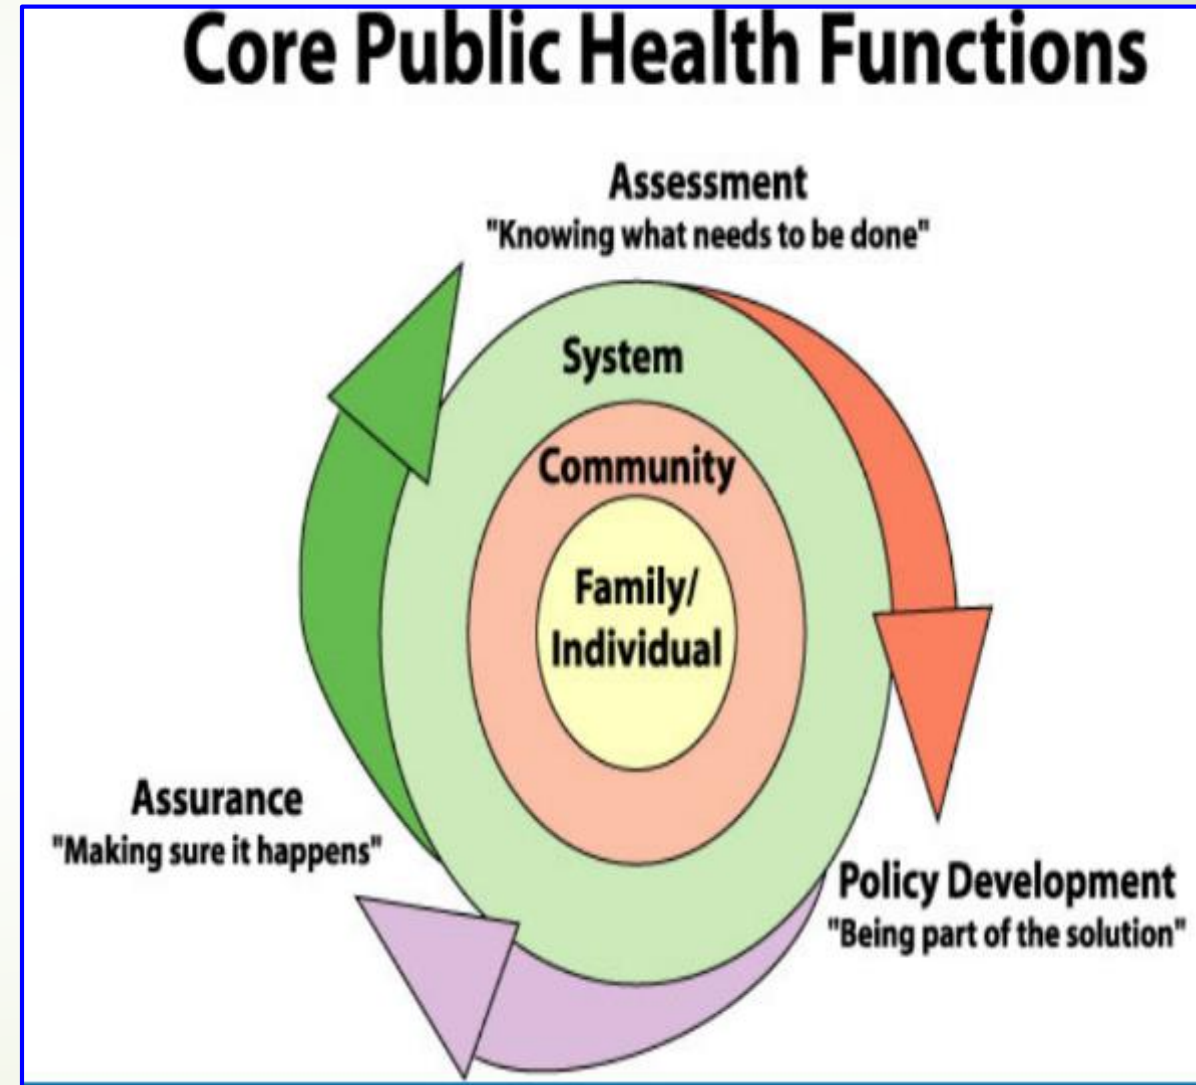 Core Public Health Functions
Assessment
"Knowing what needs to be done"
System
Community
Family/
Individual
Assurance
"Making sure it happens"
Policy Development
"Being part of the solution"